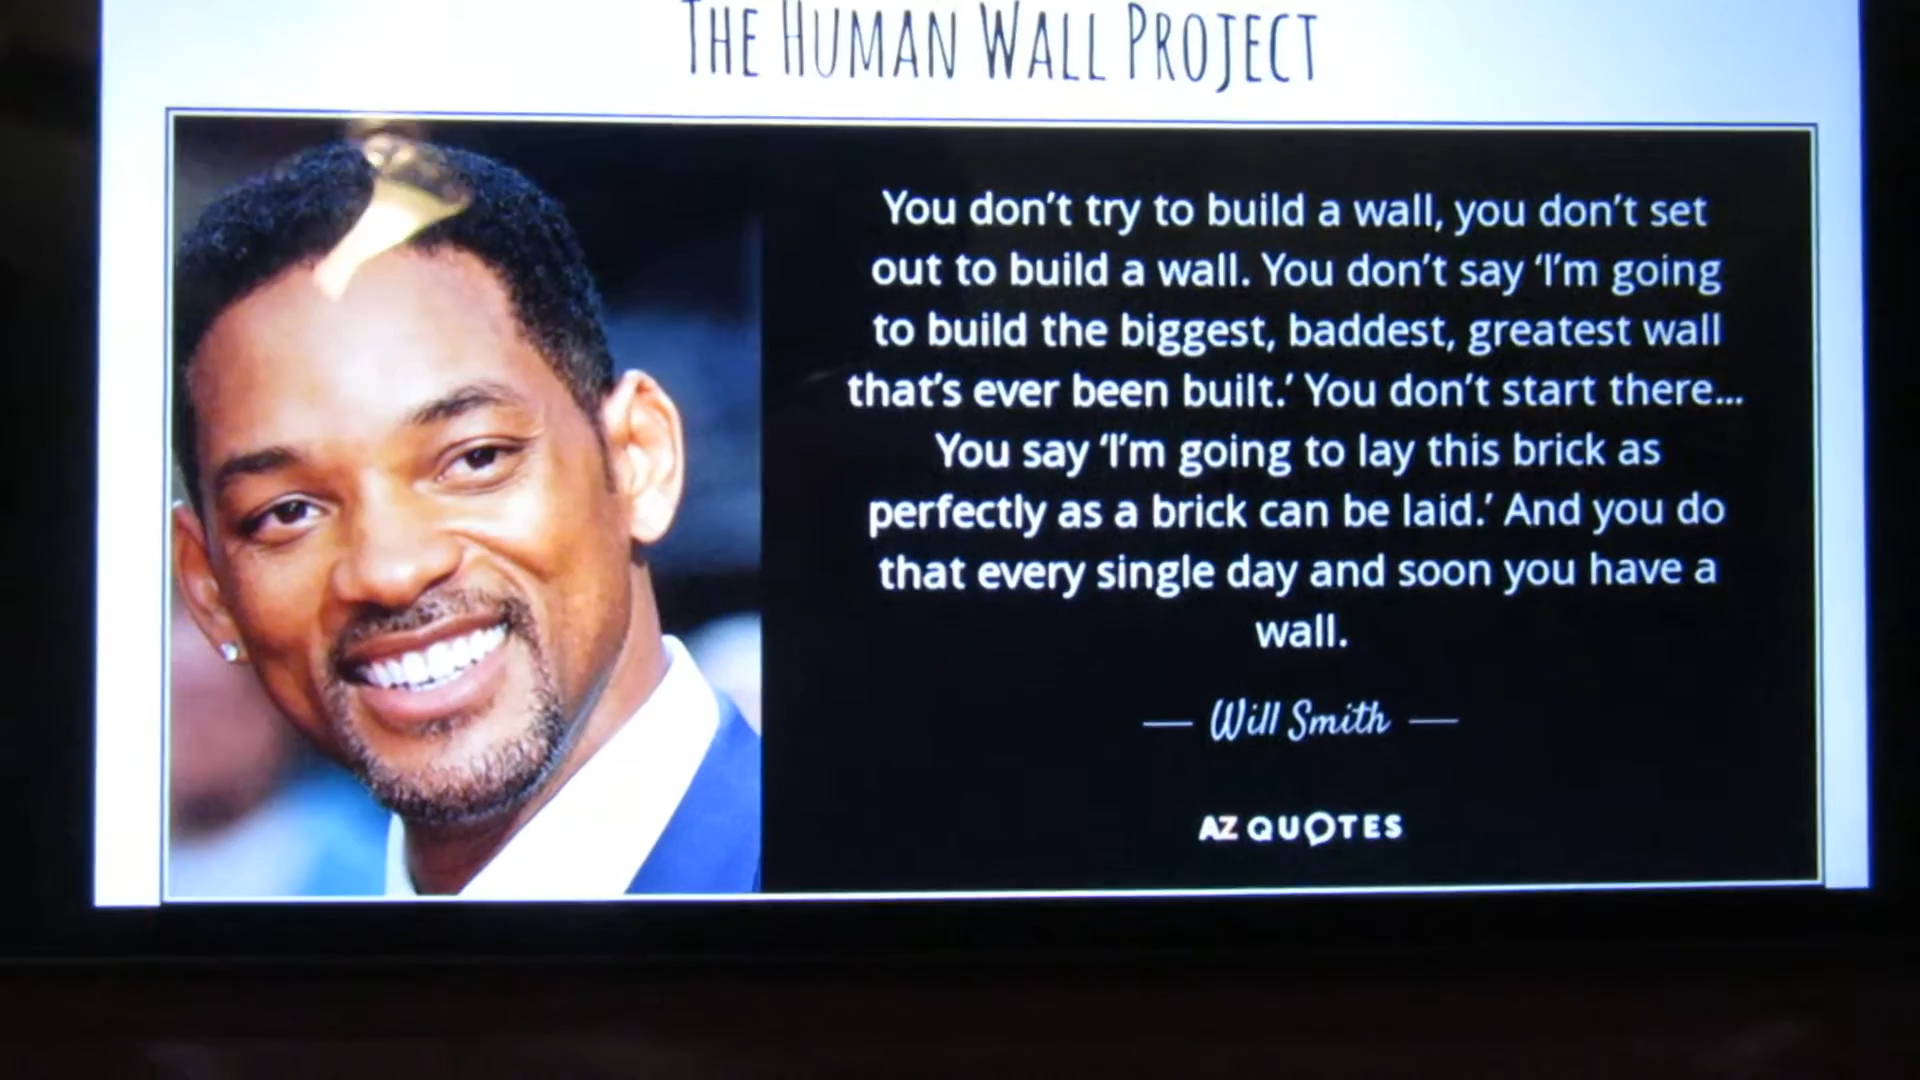 THE HUMAN WALL PROJECT
You don’t try to build a wall, you don’t set
out to build a wall. You don’t say ‘I’m going
to build the biggest, baddest, greatest wall
that’s ever been built.’ You don’t start there...
You say ‘I’m going to lay this brick as
perfectly as a brick can be laid.’ And you do
that every single day and soon you have a
wall.
— Will Smith —
AZ QUOTES